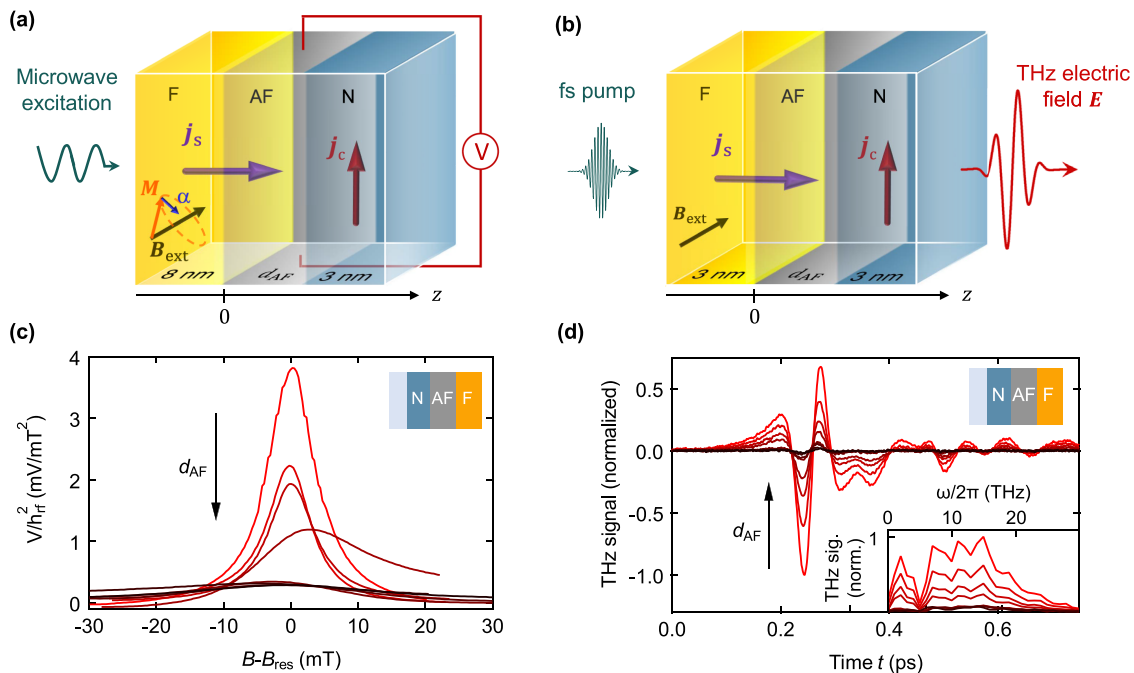 (a)
Microwave
excitation
F
AF
N
V
j_s
j_c
M
α
B_ext
8 nm
d_AF
3 nm
0
z
(b)
fs pump
F
AF
N
THz electric
field E
j_s
j_c
B_ext
3 nm
d_AF
3 nm
0
z
(c)
V/h_rf^2 (mV/mT^2)
4
3
2
1
0
N AF F
d_AF
-30 -20 -10 0 10 20 30
B-B_res (mT)
(d)
THz signal (normalized)
0.5
0.0
-0.5
-1.0
N AF F
d_AF
ω/2π (THz)
0 10 20
THz sig.
(norm.)
1
0.0 0.2 0.4 0.6
Time t (ps)